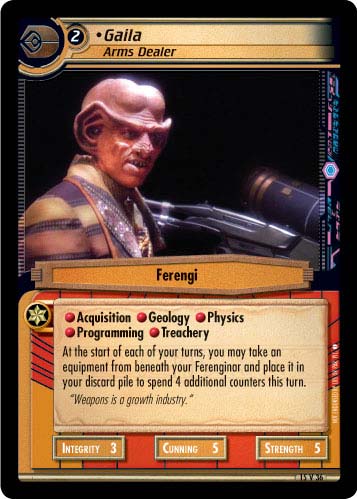 2
•Gaila
Arms Dealer
Ferengi
•Acquisition •Geology •Physics
•Programming •Treachery
At the start of each of your turns, you may take an
equipment from beneath your Ferenginar and place it in
your discard pile to spend 4 additional counters this turn.
"Weapons is a growth industry."
INTEGRITY 3 CUNNING 5 STRENGTH 5
15 V 36